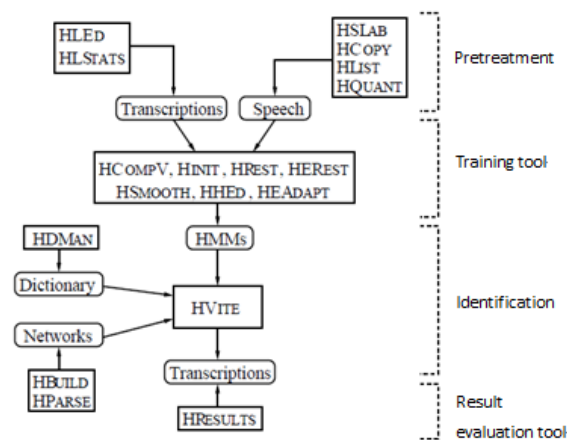 HLED
HLSTATS
HSLAB
HCOPY
HLIST
HQUANT
Pretreatment
Transcriptions
Speech
HCOMPV, HINIT, HREST, HEREST
HSMOOTH, HHED, HEADAPT
Training tool
HDMAN
HMMs
Dictionary
HVITE
Identification
Networks
HBUILD
HPARSE
Transcriptions
HRESULTS
Result
evaluation tool